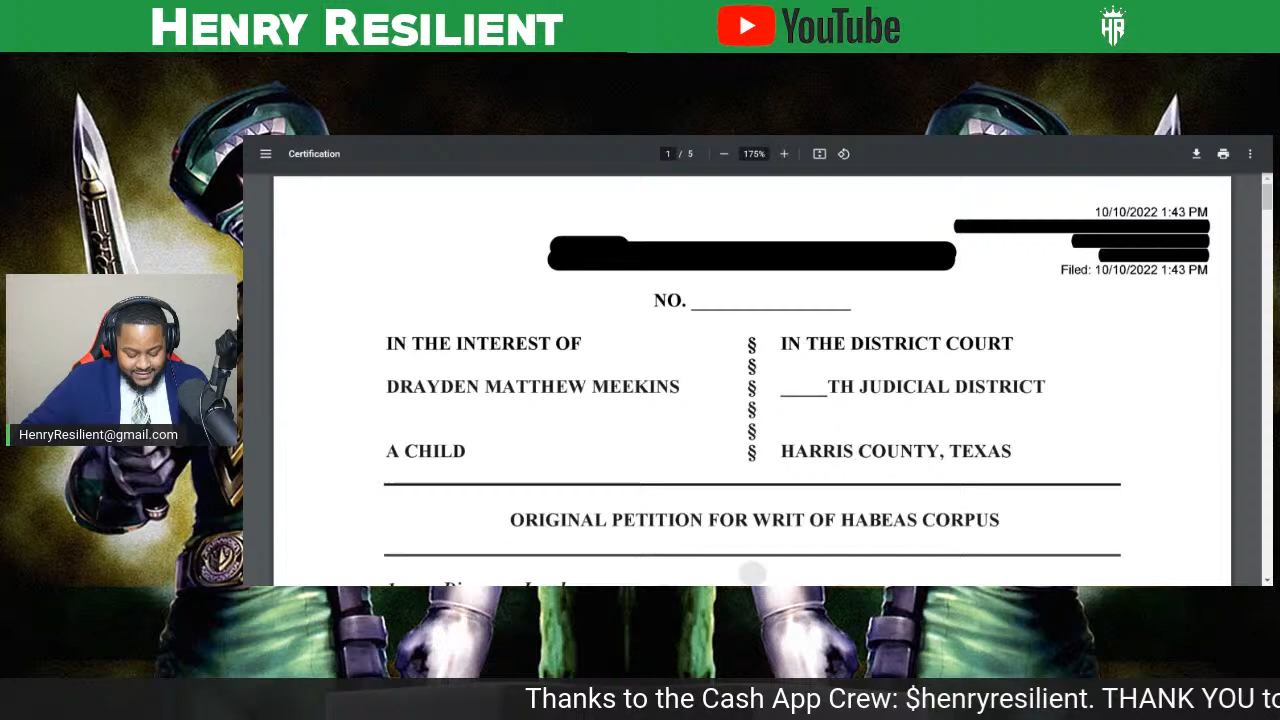 HENRY RESILIENT
YouTube
HR
Certification
1 / 5
175%
10/10/2022 1:43 PM
Filed: 10/10/2022 1:43 PM
NO. _______________
IN THE INTEREST OF § IN THE DISTRICT COURT
§
DRAYDEN MATTHEW MEEKINS § _____TH JUDICIAL DISTRICT
§
§
A CHILD § HARRIS COUNTY, TEXAS
ORIGINAL PETITION FOR WRIT OF HABEAS CORPUS
HenryResilient@gmail.com
Thanks to the Cash App Crew: $henryresilient. THANK YOU to